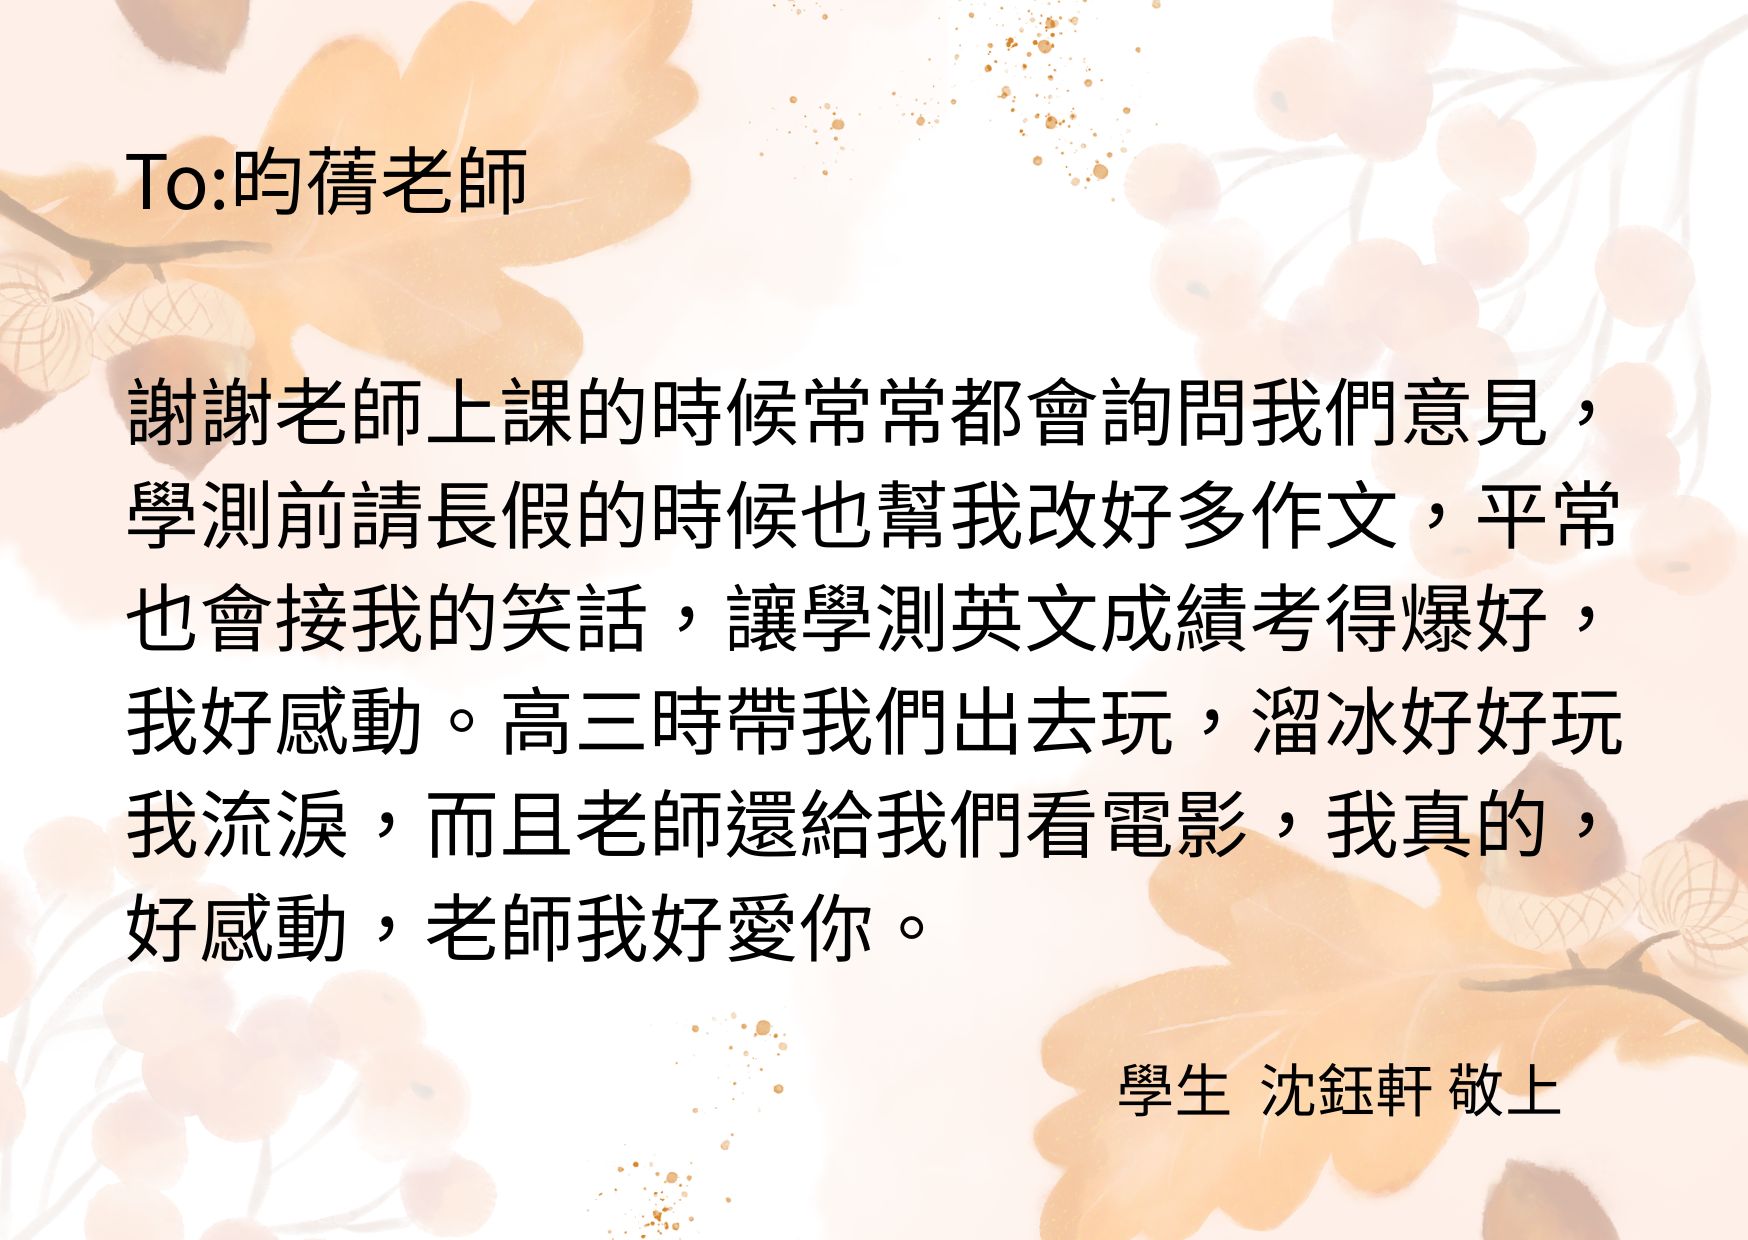 To:昀蒨老師
謝謝老師上課的時候常常都會詢問我們意見，
學測前請長假的時候也幫我改好多作文，平常
也會接我的笑話，讓學測英文成績考得爆好，
我好感動。高三時帶我們出去玩，溜冰好好玩
我流淚，而且老師還給我們看電影，我真的，
好感動，老師我好愛你。
學生 沈鈺軒 敬上